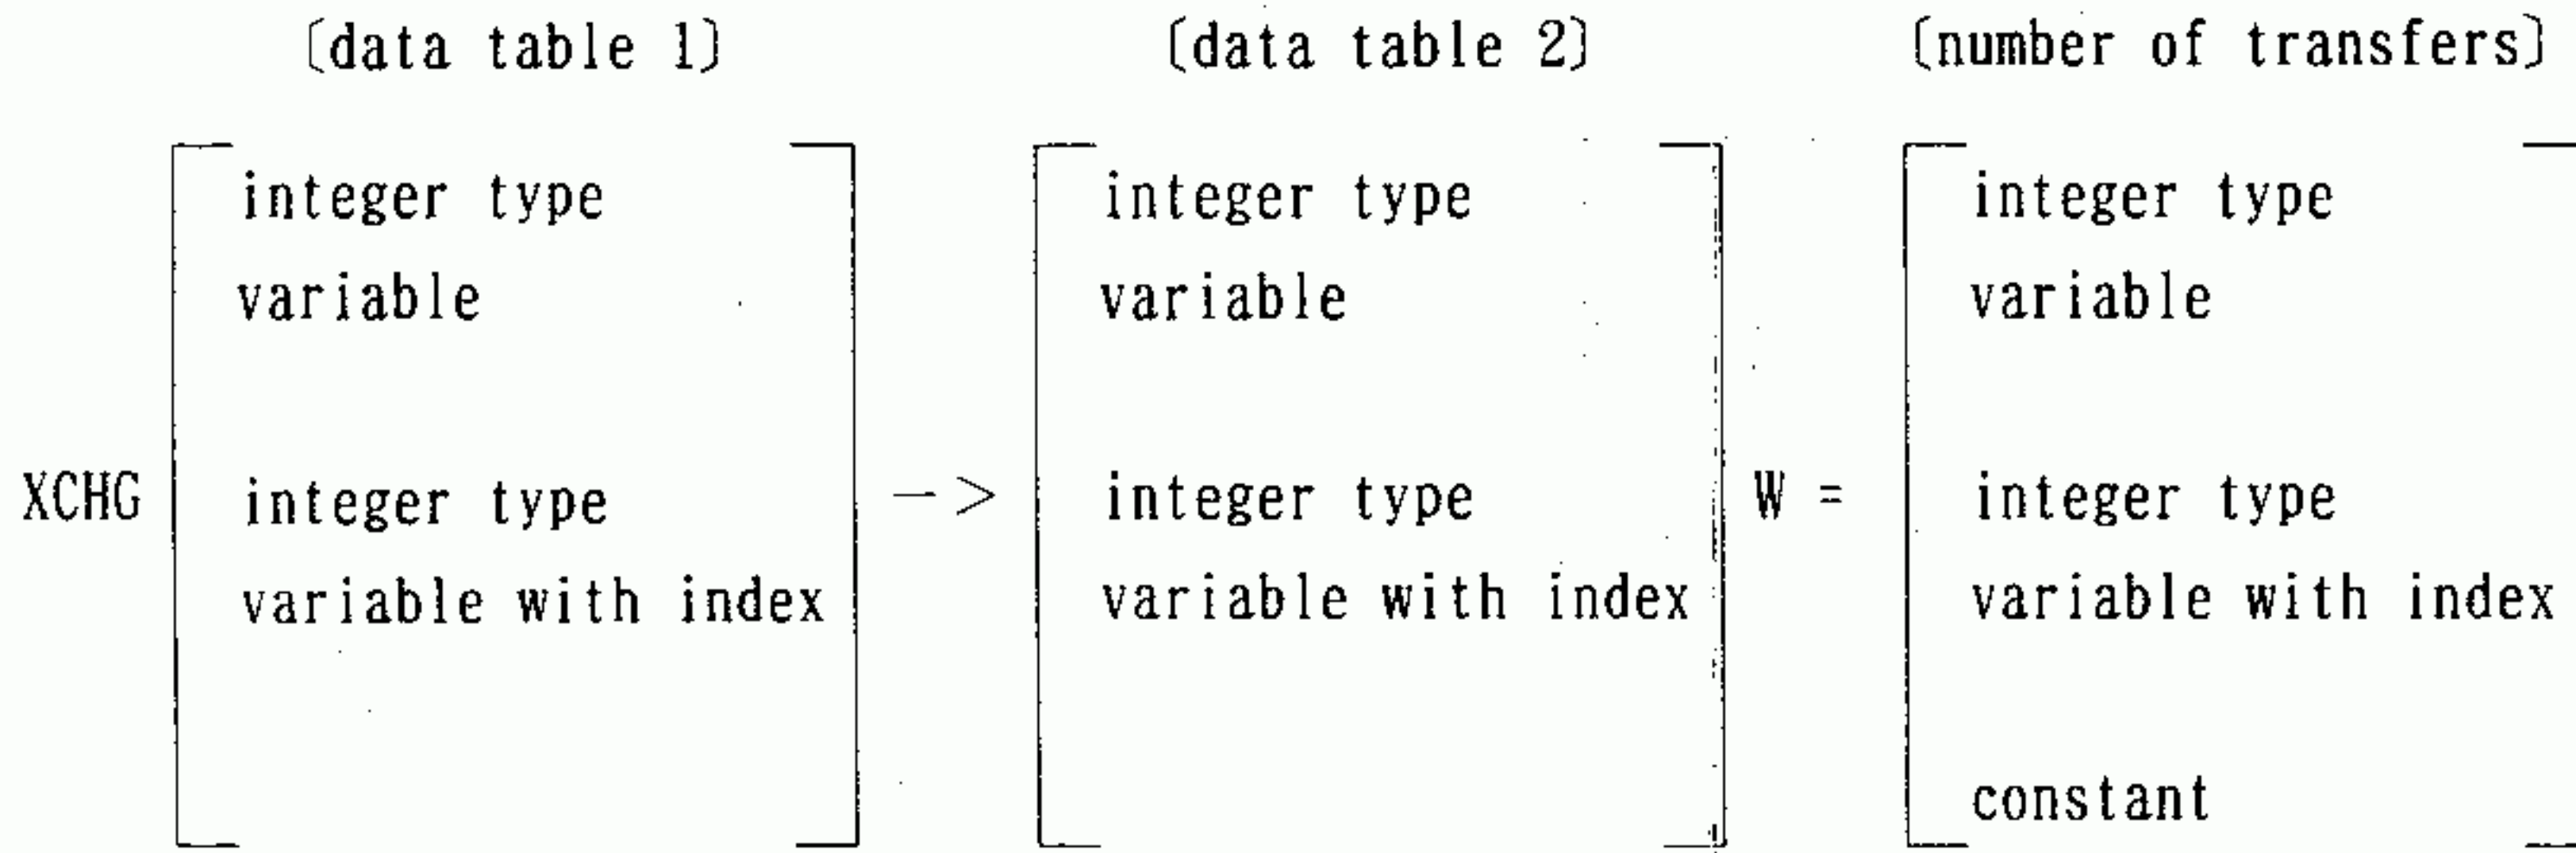 〔data table 1〕 〔data table 2〕 〔number of transfers〕
integer type integer type integer type
variable variable variable
XCHG integer type —> integer type W = integer type
variable with index variable with index variable with index
constant